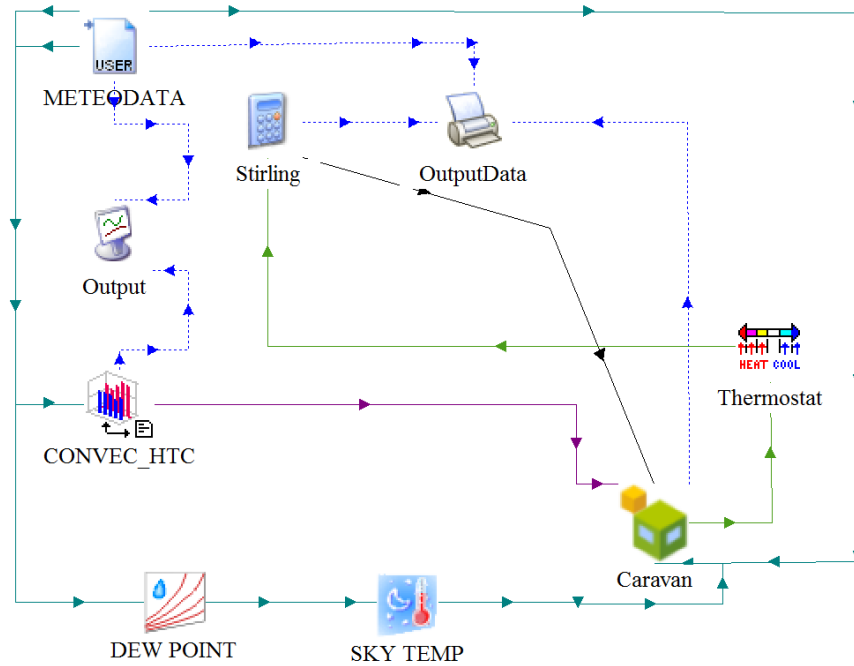 USER
METEODATA
Stirling
OutputData
Output
HEAT COOL
Thermostat
CONVEC_HTC
Caravan
DEW POINT
SKY TEMP